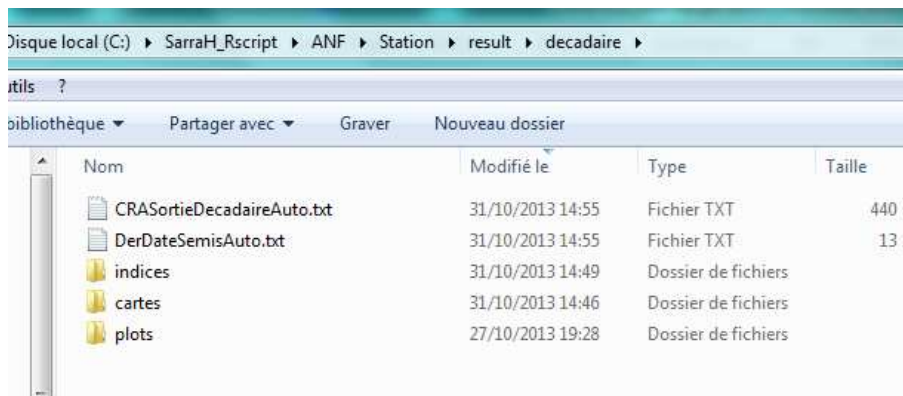 Disque local (C:) ▸ SarraH_Rscript ▸ ANF ▸ Station ▸ result ▸ decadaire ▸
utils ?
bibliothèque Partager avec Graver Nouveau dossier
Nom Modifié le Type Taille
CRASortieDecadaireAuto.txt 31/10/2013 14:55 Fichier TXT 440
DerDateSemisAuto.txt 31/10/2013 14:55 Fichier TXT 13
indices 31/10/2013 14:49 Dossier de fichiers
cartes 31/10/2013 14:46 Dossier de fichiers
plots 27/10/2013 19:28 Dossier de fichiers